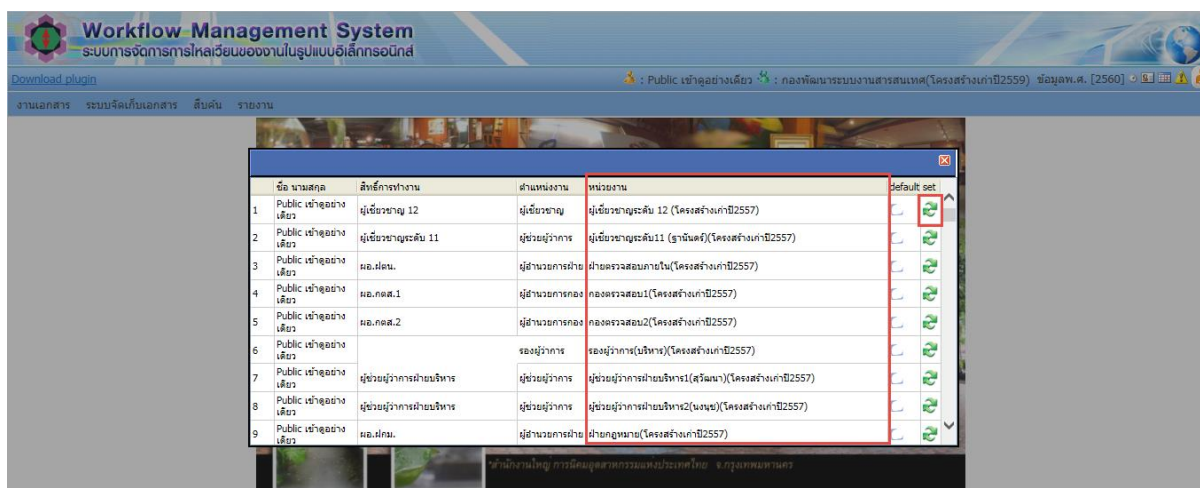 Workflow Management System
ระบบการจัดการการไหลเวียนของงานในรูปแบบอิเล็กทรอนิกส์
Download plugin
: Public เข้าดูอย่างเดียว : กองพัฒนาระบบงานสารสนเทศ(โครงสร้างเก่าปี2559) ข้อมูลพ.ศ. [2560]
งานเอกสาร ระบบจัดเก็บเอกสาร สืบค้น รายงาน
ชื่อ นามสกุล สิทธิ์การทำงาน ตำแหน่งงาน หน่วยงาน default set
1 Public เข้าดูอย่างเดียว ผู้เชี่ยวชาญ 12 ผู้เชี่ยวชาญ ผู้เชี่ยวชาญระดับ 12 (โครงสร้างเก่าปี2557)
2 Public เข้าดูอย่างเดียว ผู้เชี่ยวชาญระดับ 11 ผู้ช่วยผู้ว่าการ ผู้เชี่ยวชาญระดับ11 (ฐานันดร์)(โครงสร้างเก่าปี2557)
3 Public เข้าดูอย่างเดียว ผอ.ฝตน. ผู้อำนวยการฝ่าย ฝ่ายตรวจสอบภายใน(โครงสร้างเก่าปี2557)
4 Public เข้าดูอย่างเดียว ผอ.กตส.1 ผู้อำนวยการกอง กองตรวจสอบ1(โครงสร้างเก่าปี2557)
5 Public เข้าดูอย่างเดียว ผอ.กตส.2 ผู้อำนวยการกอง กองตรวจสอบ2(โครงสร้างเก่าปี2557)
6 Public เข้าดูอย่างเดียว รองผู้ว่าการ รองผู้ว่าการ(บริหาร)(โครงสร้างเก่าปี2557)
7 Public เข้าดูอย่างเดียว ผู้ช่วยผู้ว่าการฝ่ายบริหาร ผู้ช่วยผู้ว่าการ ผู้ช่วยผู้ว่าการฝ่ายบริหาร1(สุวัฒนา)(โครงสร้างเก่าปี2557)
8 Public เข้าดูอย่างเดียว ผู้ช่วยผู้ว่าการฝ่ายบริหาร ผู้ช่วยผู้ว่าการ ผู้ช่วยผู้ว่าการฝ่ายบริหาร2(นงนุช)(โครงสร้างเก่าปี2557)
9 Public เข้าดูอย่างเดียว ผอ.ฝกม. ผู้อำนวยการฝ่าย ฝ่ายกฎหมาย(โครงสร้างเก่าปี2557)
"สำนักงานใหญ่ การนิคมอุตสาหกรรมแห่งประเทศไทย จ.กรุงเทพมหานคร